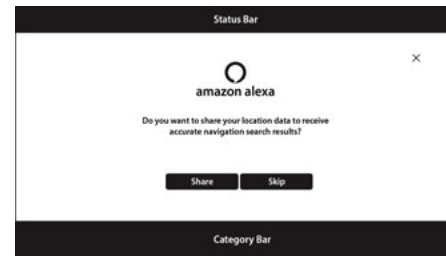 Status Bar
amazon alexa
Do you want to share your location data to receive
accurate navigation search results?
Share Skip
Category Bar